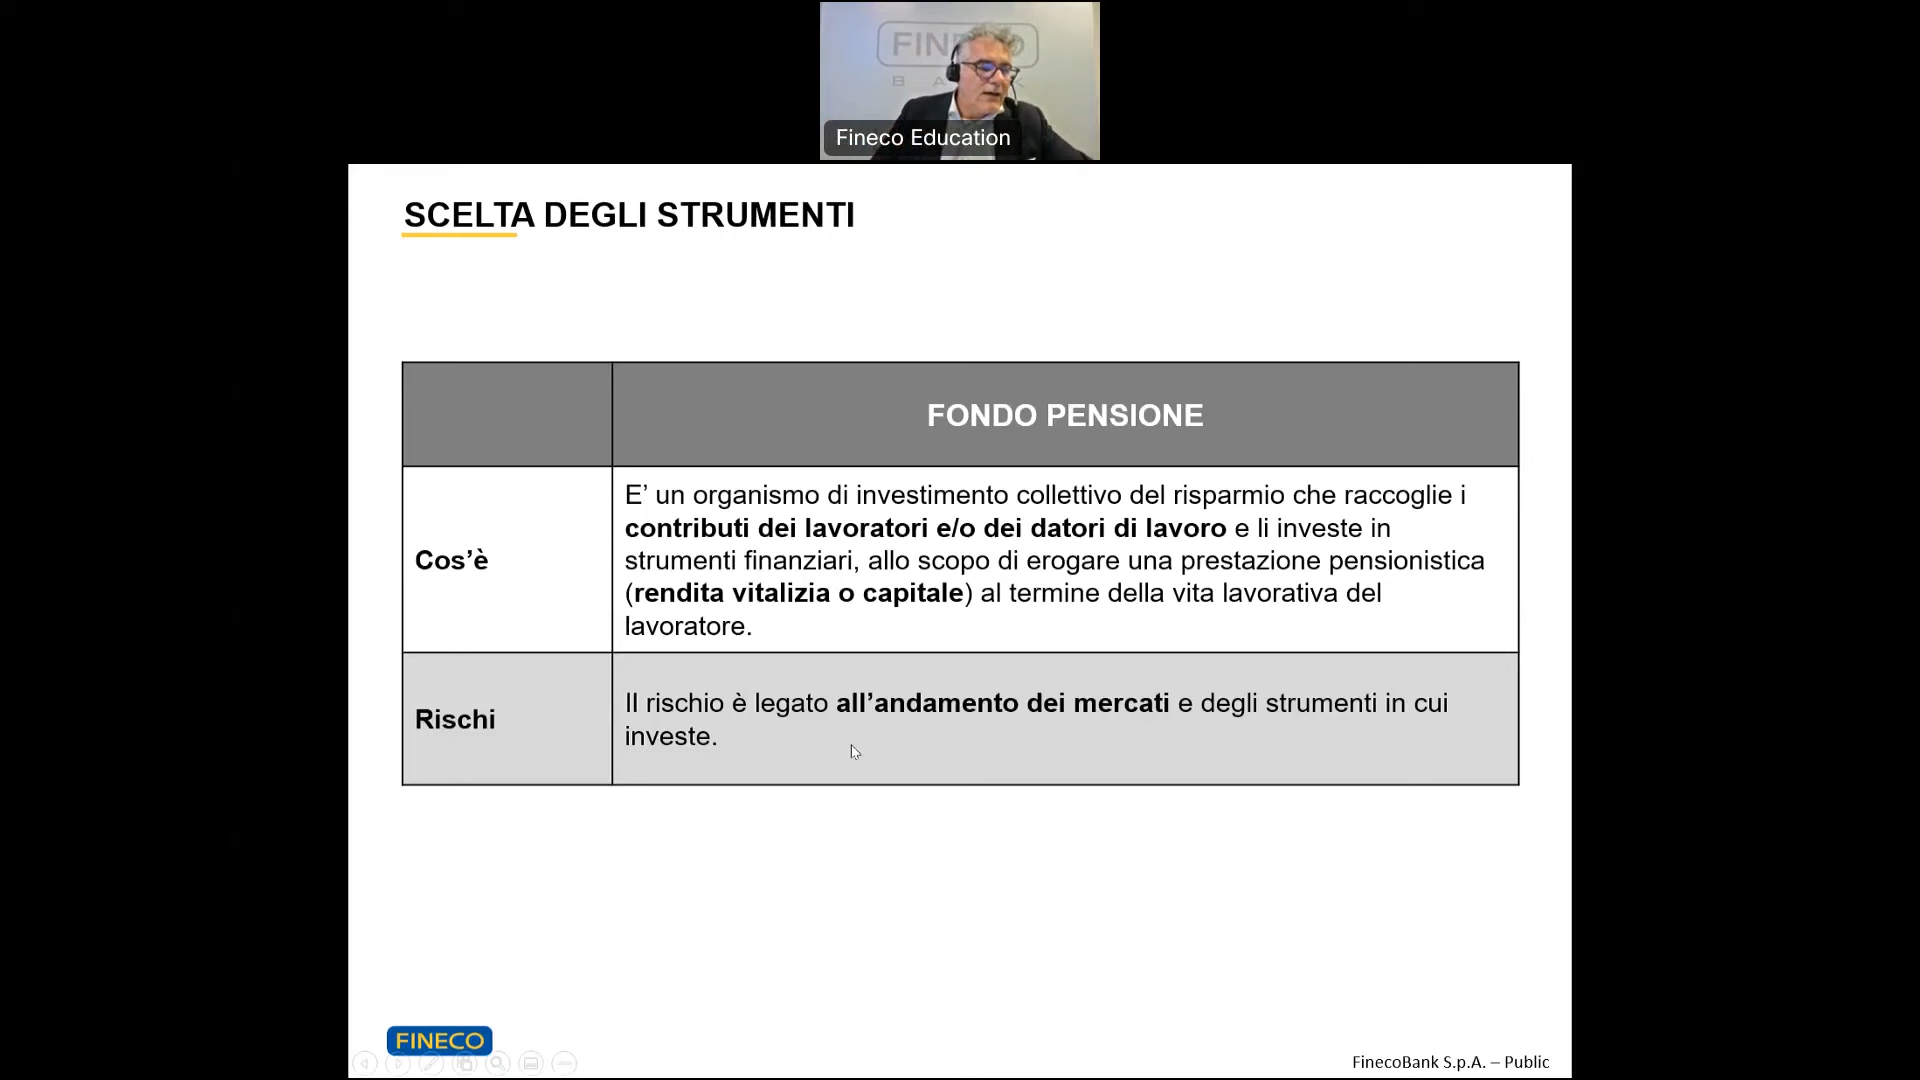 FINECO
B A K
Fineco Education
SCELTA DEGLI STRUMENTI
FONDO PENSIONE
Cos’è
E’ un organismo di investimento collettivo del risparmio che raccoglie i
contributi dei lavoratori e/o dei datori di lavoro e li investe in
strumenti finanziari, allo scopo di erogare una prestazione pensionistica
(rendita vitalizia o capitale) al termine della vita lavorativa del
lavoratore.
Rischi
Il rischio è legato all’andamento dei mercati e degli strumenti in cui
investe.
FINECO
FinecoBank S.p.A. – Public